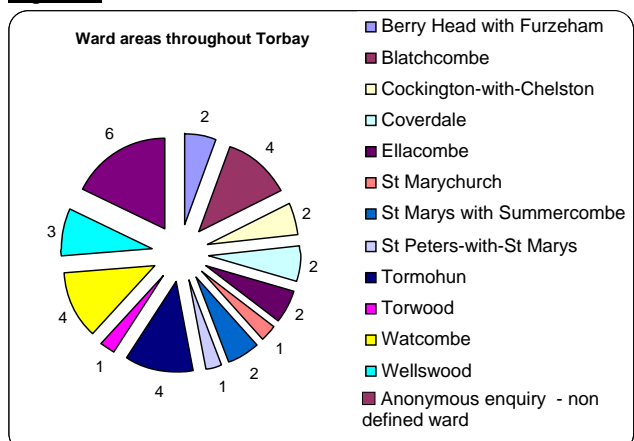 Ward areas throughout Torbay
6
2
4
3
2
2
4
2
1
1
2
4
1
Berry Head with Furzeham
Blatchcombe
Cockington-with-Chelston
Coverdale
Ellacombe
St Marychurch
St Marys with Summercombe
St Peters-with-St Marys
Tormohun
Torwood
Watcombe
Wellswood
Anonymous enquiry - non
defined ward